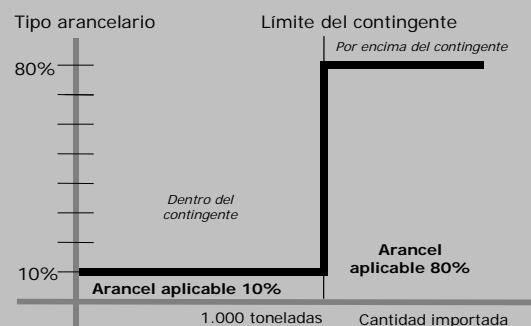 Tipo arancelario
Límite del contingente
Por encima del contingente
80%
Dentro del
contingente
Arancel
aplicable 80%
10%
Arancel aplicable 10%
1.000 toneladas
Cantidad importada